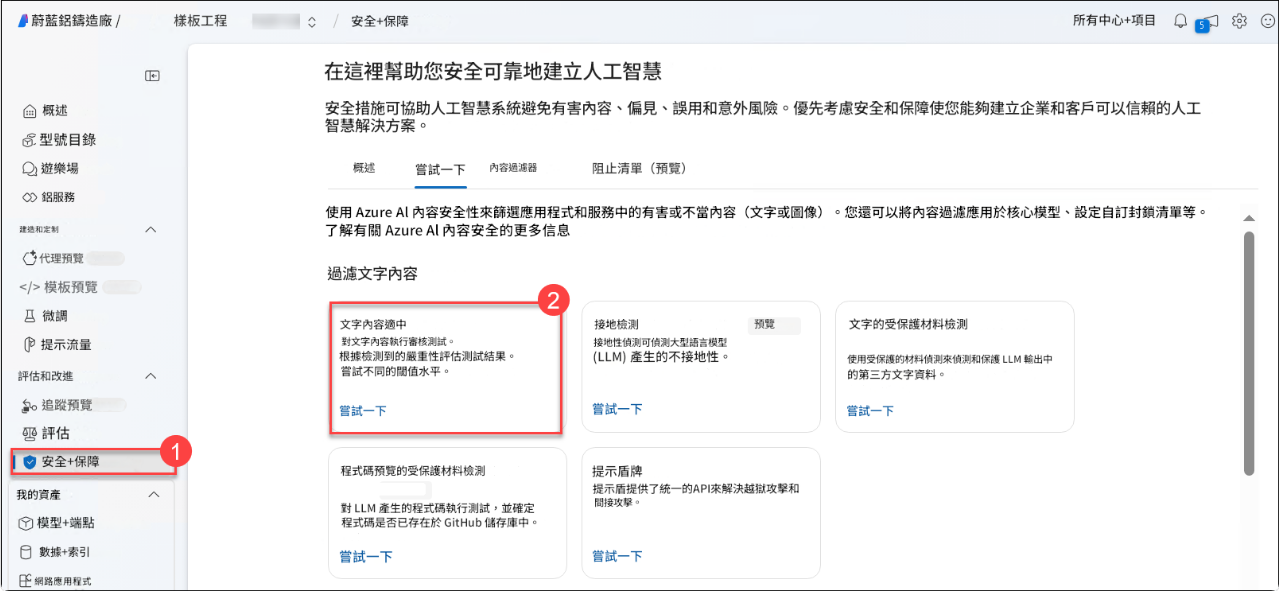 蔚藍鋁鑄造廠 /
樣板工程
/ 安全+保障
所有中心+項目
5
概述
型號目錄
遊樂場
鋁服務
建造和定制
代理預覽
</> 模板預覽
微調
提示流量
評估和改進
追蹤預覽
評估
安全+保障
1
我的資產
模型+端點
數據+索引
網路應用程式
在這裡幫助您安全可靠地建立人工智慧
安全措施可協助人工智慧系統避免有害內容、偏見、誤用和意外風險。優先考慮安全和保障使您能夠建立企業和客戶可以信賴的人工
智慧解決方案。
概述
嘗試一下
內容過濾器
阻止清單（預覽）
使用 Azure Al 內容安全性來篩選應用程式和服務中的有害或不當內容（文字或圖像）。您還可以將內容過濾應用於核心模型、設定自訂封鎖清單等。
了解有關 Azure Al 內容安全的更多信息
過濾文字內容
2
文字內容適中
對文字內容執行審核測試。
根據檢測到的嚴重性評估測試結果。
嘗試不同的閾值水平。
嘗試一下
接地檢測
預覽
接地性偵測可偵測大型語言模型
(LLM) 產生的不接地性。
嘗試一下
文字的受保護材料檢測
使用受保護的材料偵測來偵測和保護 LLM 輸出中
的第三方文字資料。
嘗試一下
程式碼預覽的受保護材料檢測
對 LLM 產生的程式碼執行測試，並確定
程式碼是否已存在於 GitHub 儲存庫中。
嘗試一下
提示盾牌
提示盾提供了統一的API來解決越獄攻擊和
間接攻擊。
嘗試一下